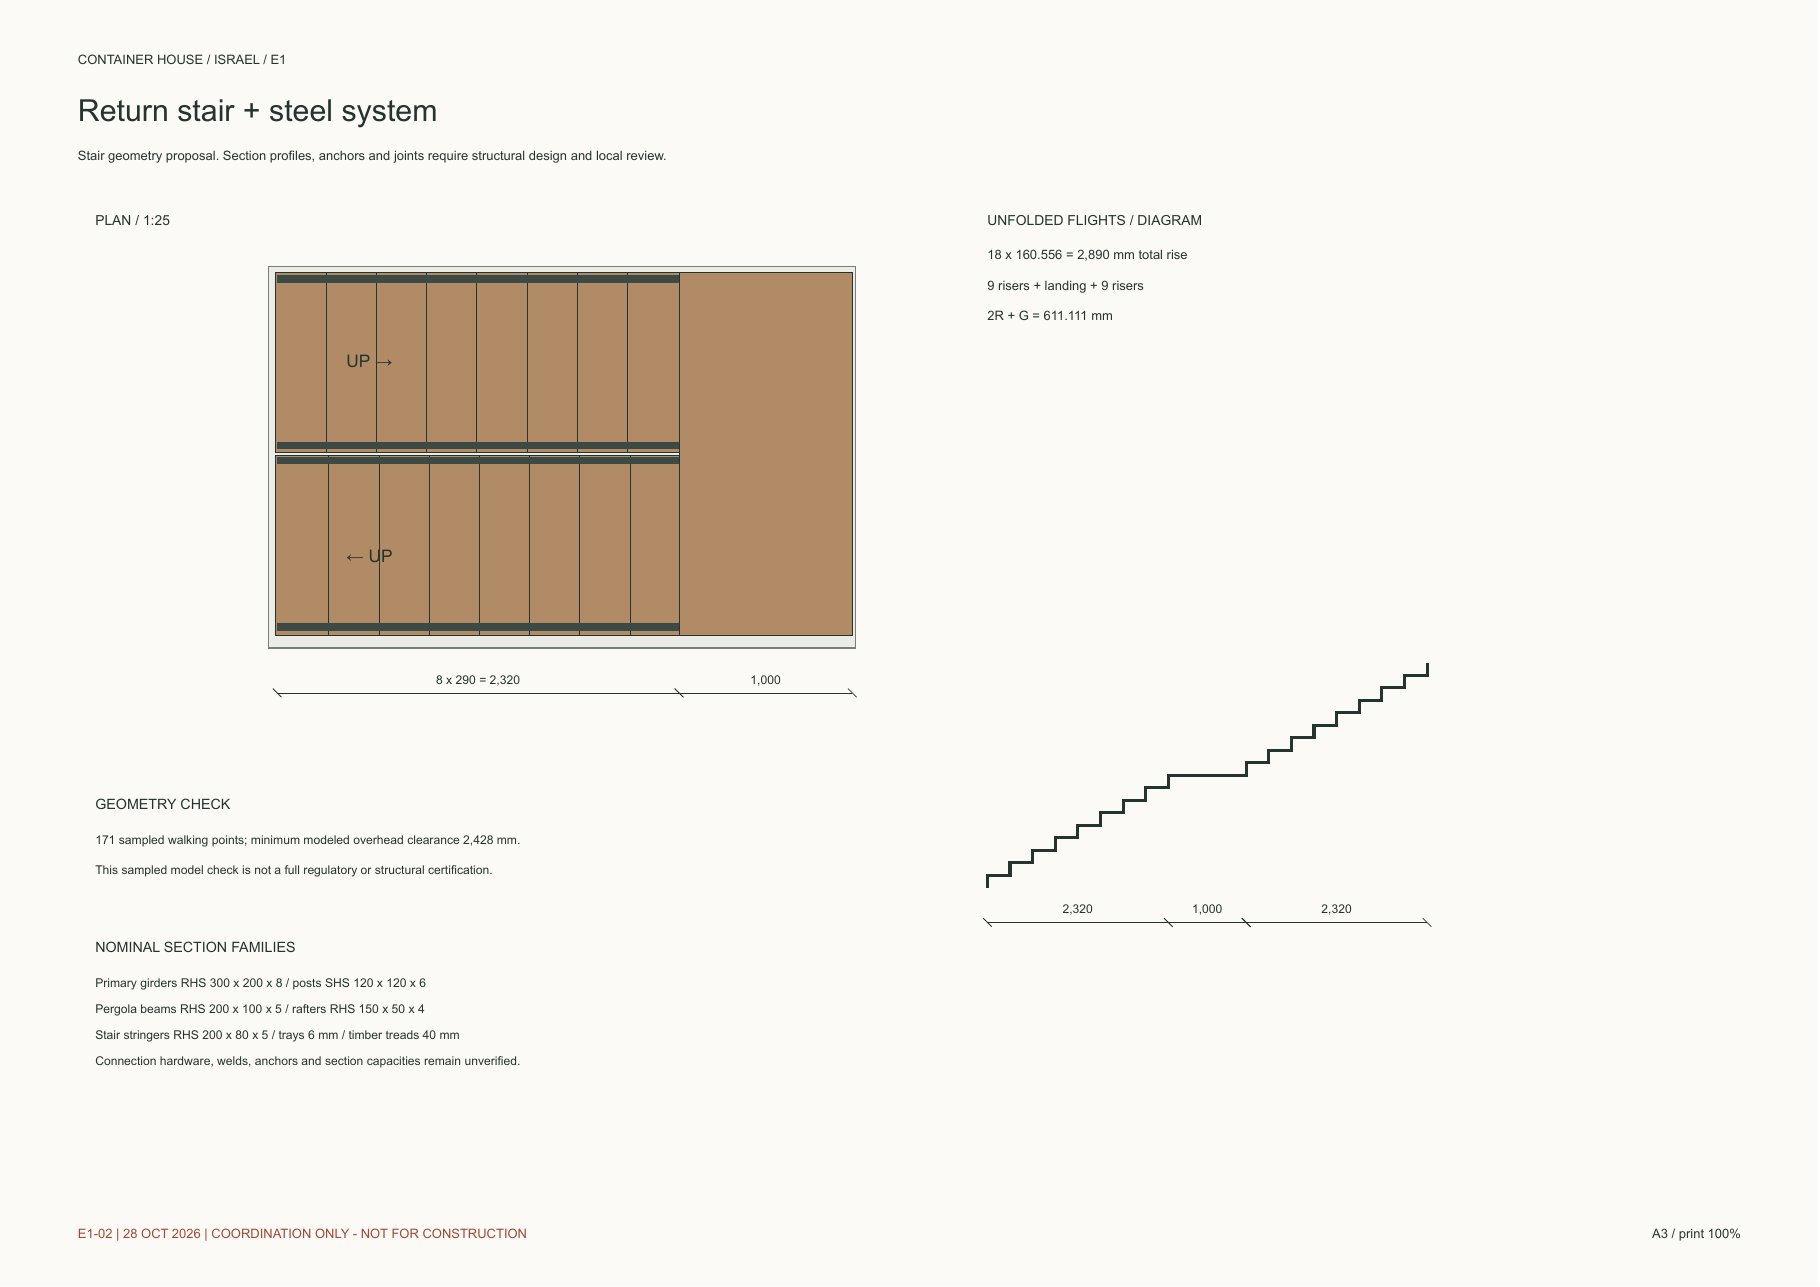 CONTAINER HOUSE / ISRAEL / E1
Return stair + steel system
Stair geometry proposal. Section profiles, anchors and joints require structural design and local review.
PLAN / 1:25
UP →
← UP
8 x 290 = 2,320
1,000
UNFOLDED FLIGHTS / DIAGRAM
18 x 160.556 = 2,890 mm total rise
9 risers + landing + 9 risers
2R + G = 611.111 mm
2,320
1,000
2,320
GEOMETRY CHECK
171 sampled walking points; minimum modeled overhead clearance 2,428 mm.
This sampled model check is not a full regulatory or structural certification.
NOMINAL SECTION FAMILIES
Primary girders RHS 300 x 200 x 8 / posts SHS 120 x 120 x 6
Pergola beams RHS 200 x 100 x 5 / rafters RHS 150 x 50 x 4
Stair stringers RHS 200 x 80 x 5 / trays 6 mm / timber treads 40 mm
Connection hardware, welds, anchors and section capacities remain unverified.
E1-02 | 28 OCT 2026 | COORDINATION ONLY - NOT FOR CONSTRUCTION
A3 / print 100%